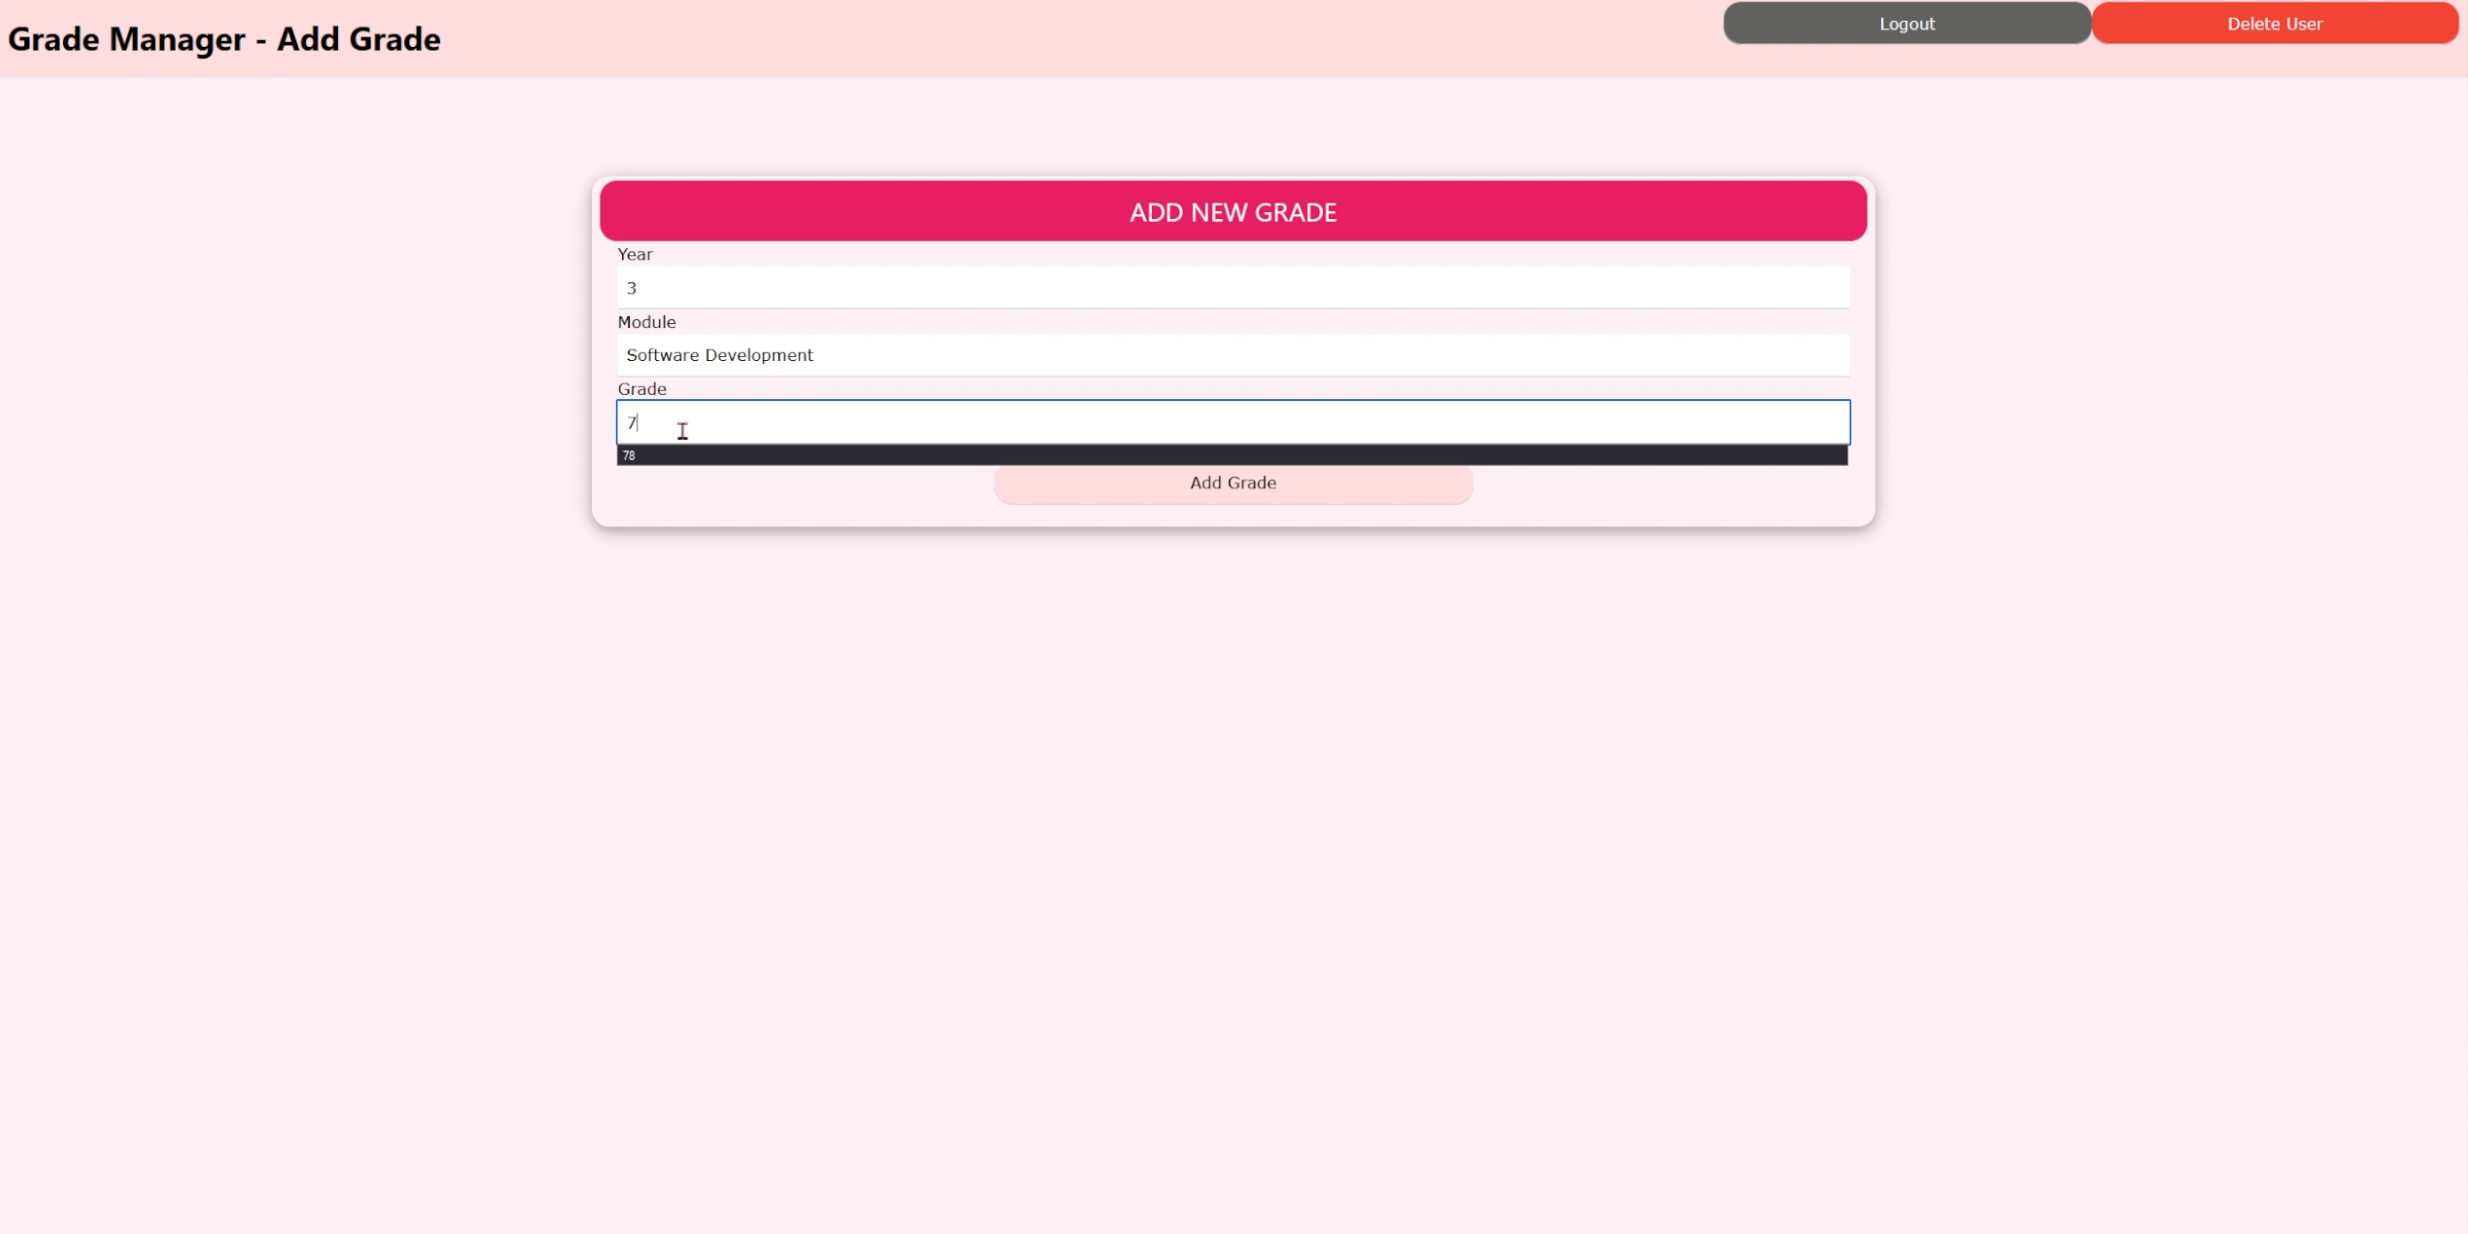 Grade Manager - Add Grade
Logout
Delete User
ADD NEW GRADE
Year
3
Module
Software Development
Grade
7
78
Add Grade